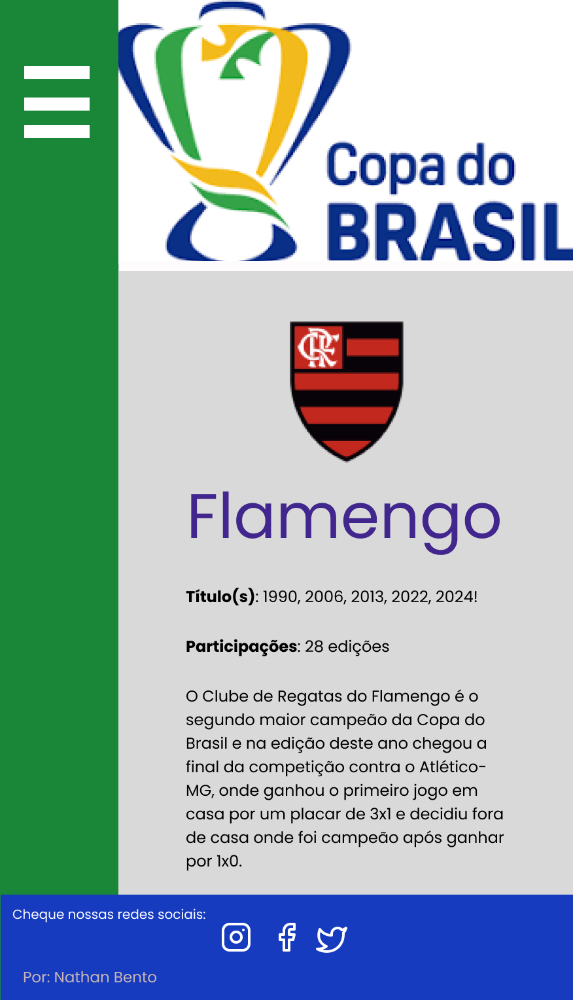 Copa do
BRASIL
CRF
Flamengo
Título(s): 1990, 2006, 2013, 2022, 2024!
Participações: 28 edições
O Clube de Regatas do Flamengo é o
segundo maior campeão da Copa do
Brasil e na edição deste ano chegou a
final da competição contra o Atlético-
MG, onde ganhou o primeiro jogo em
casa por um placar de 3x1 e decidiu fora
de casa onde foi campeão após ganhar
por 1x0.
Cheque nossas redes sociais:
Por: Nathan Bento